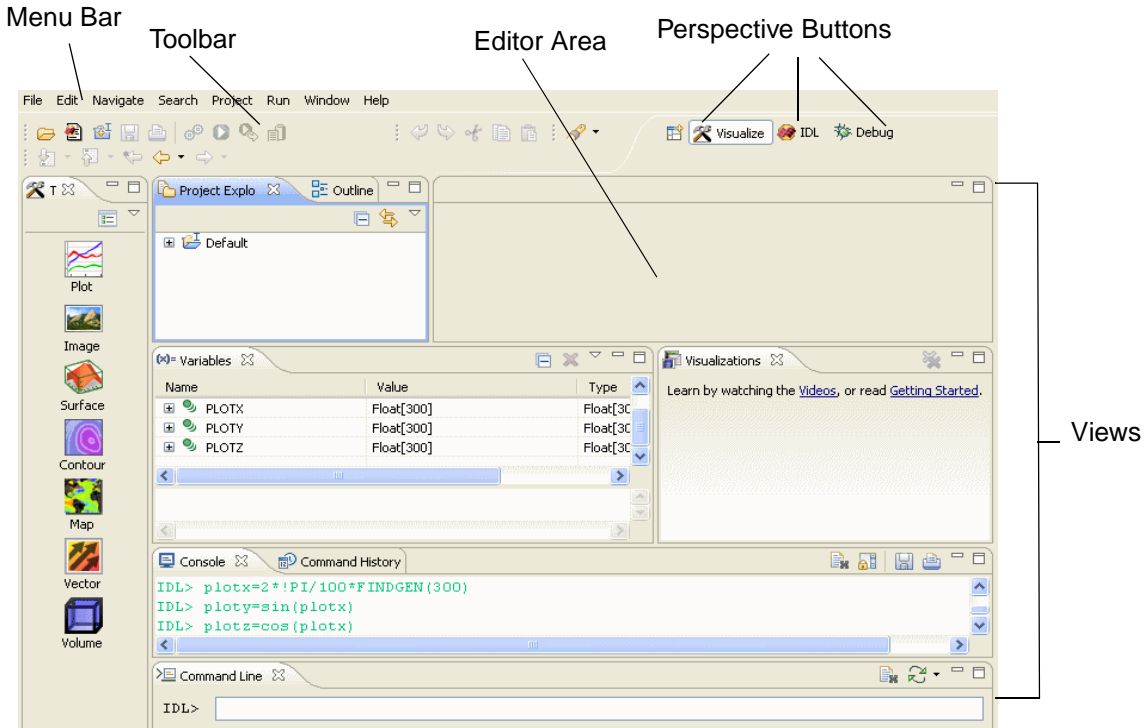 Menu Bar
Toolbar
Editor Area
Perspective Buttons
File Edit Navigate Search Project Run Window Help
Visualize IDL Debug
T
Project Explo Outline
Default
Plot
Image
Surface
Contour
Map
Vector
Volume
(x)= Variables
Name Value Type
PLOTX Float[300] Float[30
PLOTY Float[300] Float[30
PLOTZ Float[300] Float[30
Visualizations
Learn by watching the Videos, or read Getting Started.
Views
Console Command History
IDL> plotx=2*!PI/100*FINDGEN(300)
IDL> ploty=sin(plotx)
IDL> plotz=cos(plotx)
Command Line
IDL>